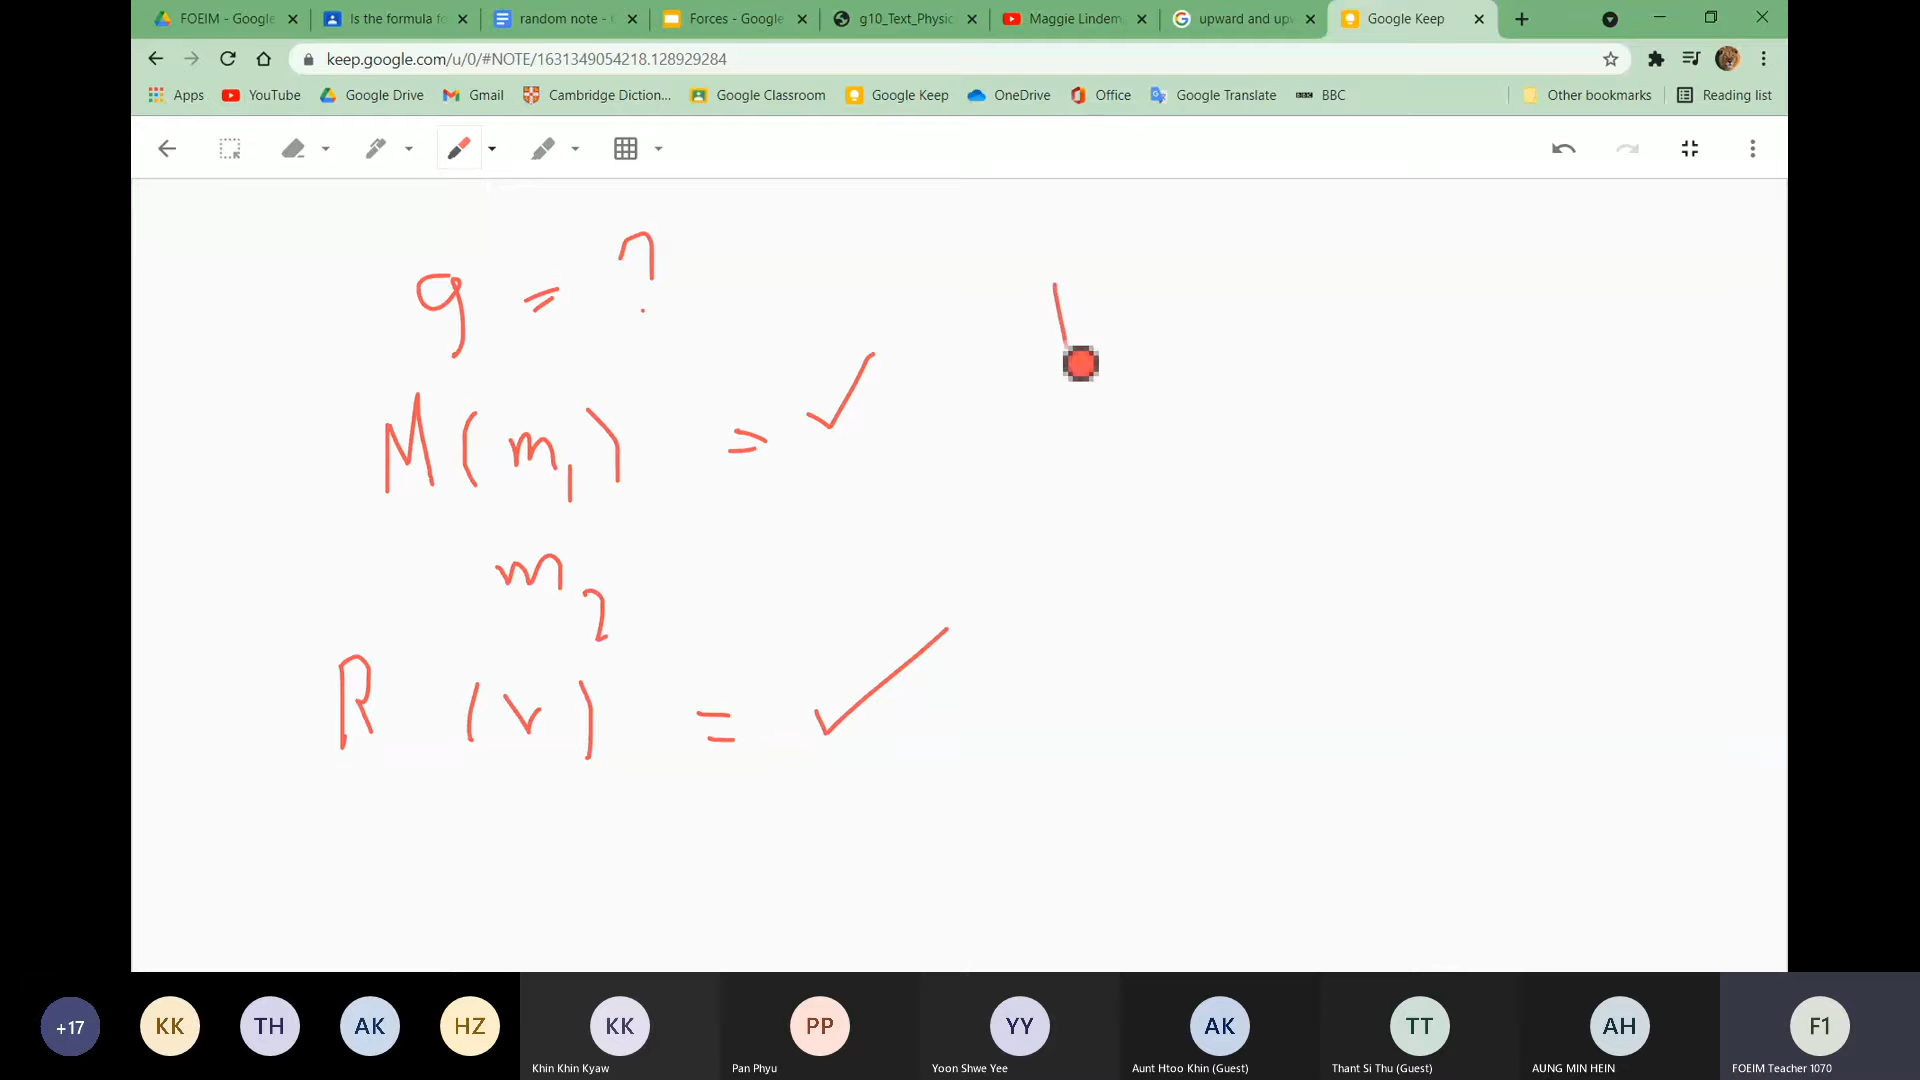 FOEIM - Google
Is the formula fo
random note - G
Forces - Google
g10_Text_Physic
Maggie Lindem
upward and upw
Google Keep
keep.google.com/u/0/#NOTE/1631349054218.128929284
Apps
YouTube
Google Drive
Gmail
Cambridge Diction...
Google Classroom
Google Keep
OneDrive
Office
Google Translate
BBC
BBC
Other bookmarks
Reading list
g = ?
M ( m1 ) = ✓
m2
R ( r ) = ✓
+17
KK
TH
AK
HZ
KK
PP
YY
AK
TT
AH
F1
Khin Khin Kyaw
Pan Phyu
Yoon Shwe Yee
Aunt Htoo Khin (Guest)
Thant Si Thu (Guest)
AUNG MIN HEIN
FOEIM Teacher 1070